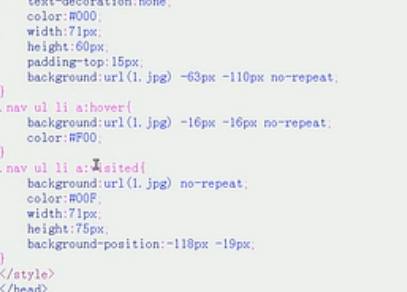 text-decoration:none;
color:#000;
width:71px;
height:60px;
padding-top:15px;
background:url(1.jpg) -63px -110px no-repeat;
}
.nav ul li a:hover{
background:url(1.jpg) -16px -16px no-repeat;
color:#F00;
}
.nav ul li a:visited{
background:url(1.jpg) no-repeat;
color:#00F;
width:71px;
height:75px;
background-position:-118px -19px;
}
</style>
</head>